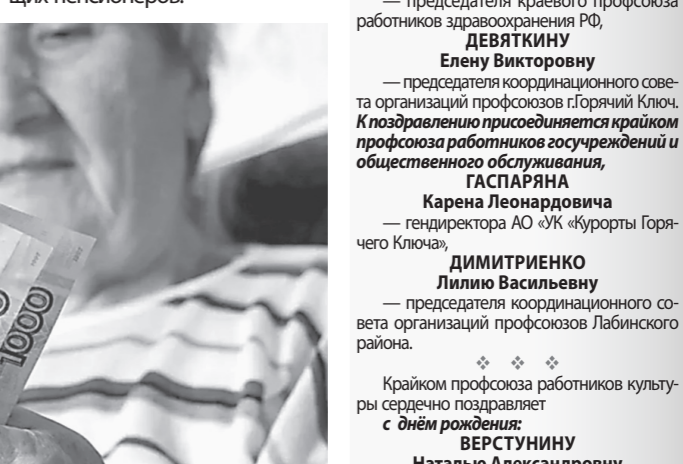 щих пенсионеров.
1000
— председателя краевого профсоюза
работников здравоохранения РФ,
ДЕВЯТКИНУ
Елену Викторовну
— председателя координационного сове-
та организаций профсоюзов г.Горячий Ключ.
К поздравлению присоединяется крайком
профсоюза работников госучреждений и
общественного обслуживания,
ГАСПАРЯНА
Карена Леонардовича
— гендиректора АО «УК «Курорты Горя-
чего Ключа»,
ДИМИТРИЕНКО
Лилию Васильевну
— председателя координационного со-
вета организаций профсоюзов Лабинского
района.
Крайком профсоюза работников культу-
ры сердечно поздравляет
с днём рождения:
ВЕРСТУНИНУ
Наталью Александровну